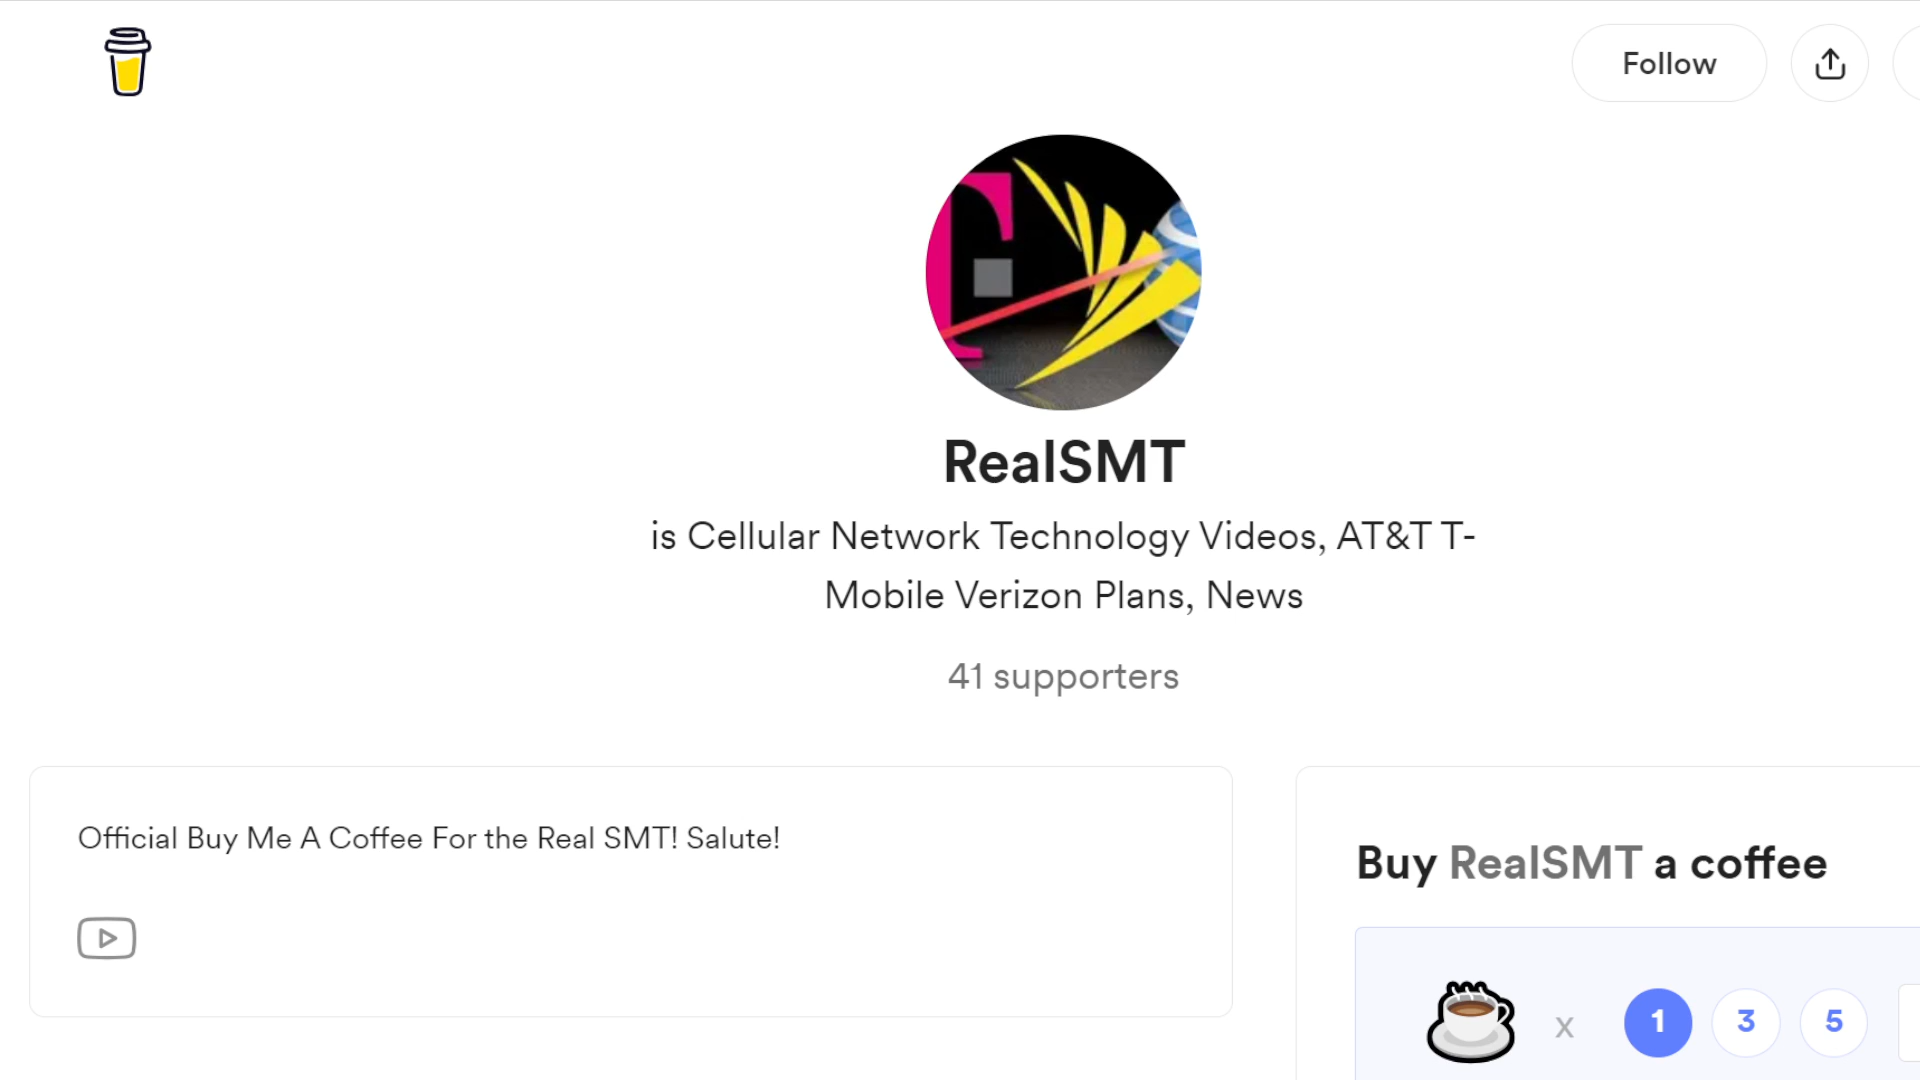 Follow
RealSMT
is Cellular Network Technology Videos, AT&T T-
Mobile Verizon Plans, News
41 supporters
Official Buy Me A Coffee For the Real SMT! Salute!
Buy RealSMT a coffee
x 1 3 5